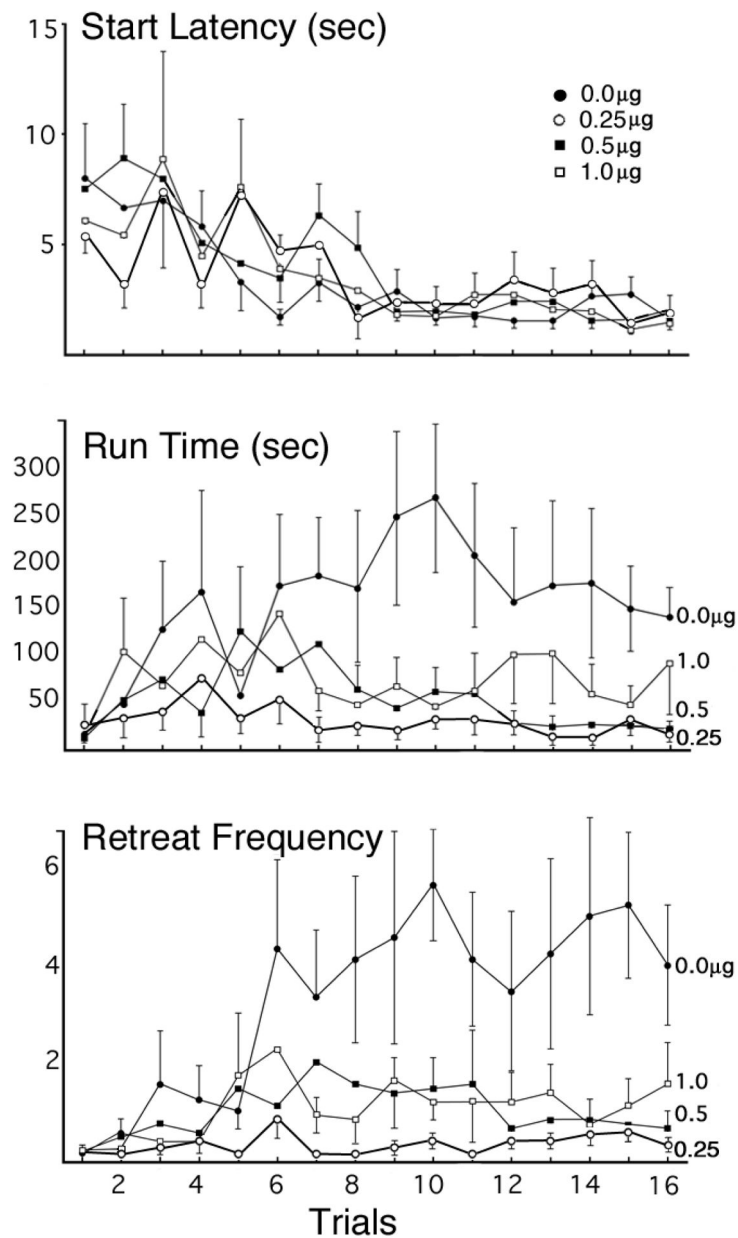 Start Latency (sec)
15
10
5
0.0µg
0.25µg
0.5µg
1.0µg
Run Time (sec)
300
250
200
150
100
50
0.0µg
1.0
0.5
0.25
Retreat Frequency
6
4
2
0.0µg
1.0
0.5
0.25
2 4 6 8 10 12 14 16
Trials